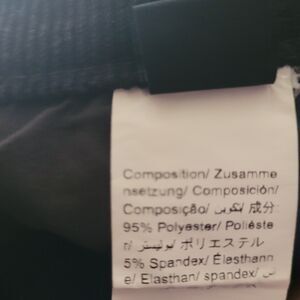 Composition/ Zusamme
nsetzung/ Composición/
Composição/ تكوين/ 成分
95% Polyester/ Poliéste
r/ بوليستر/ ポリエステル
5% Spandex/ Élasthann
e/ Elasthan/ spandex/